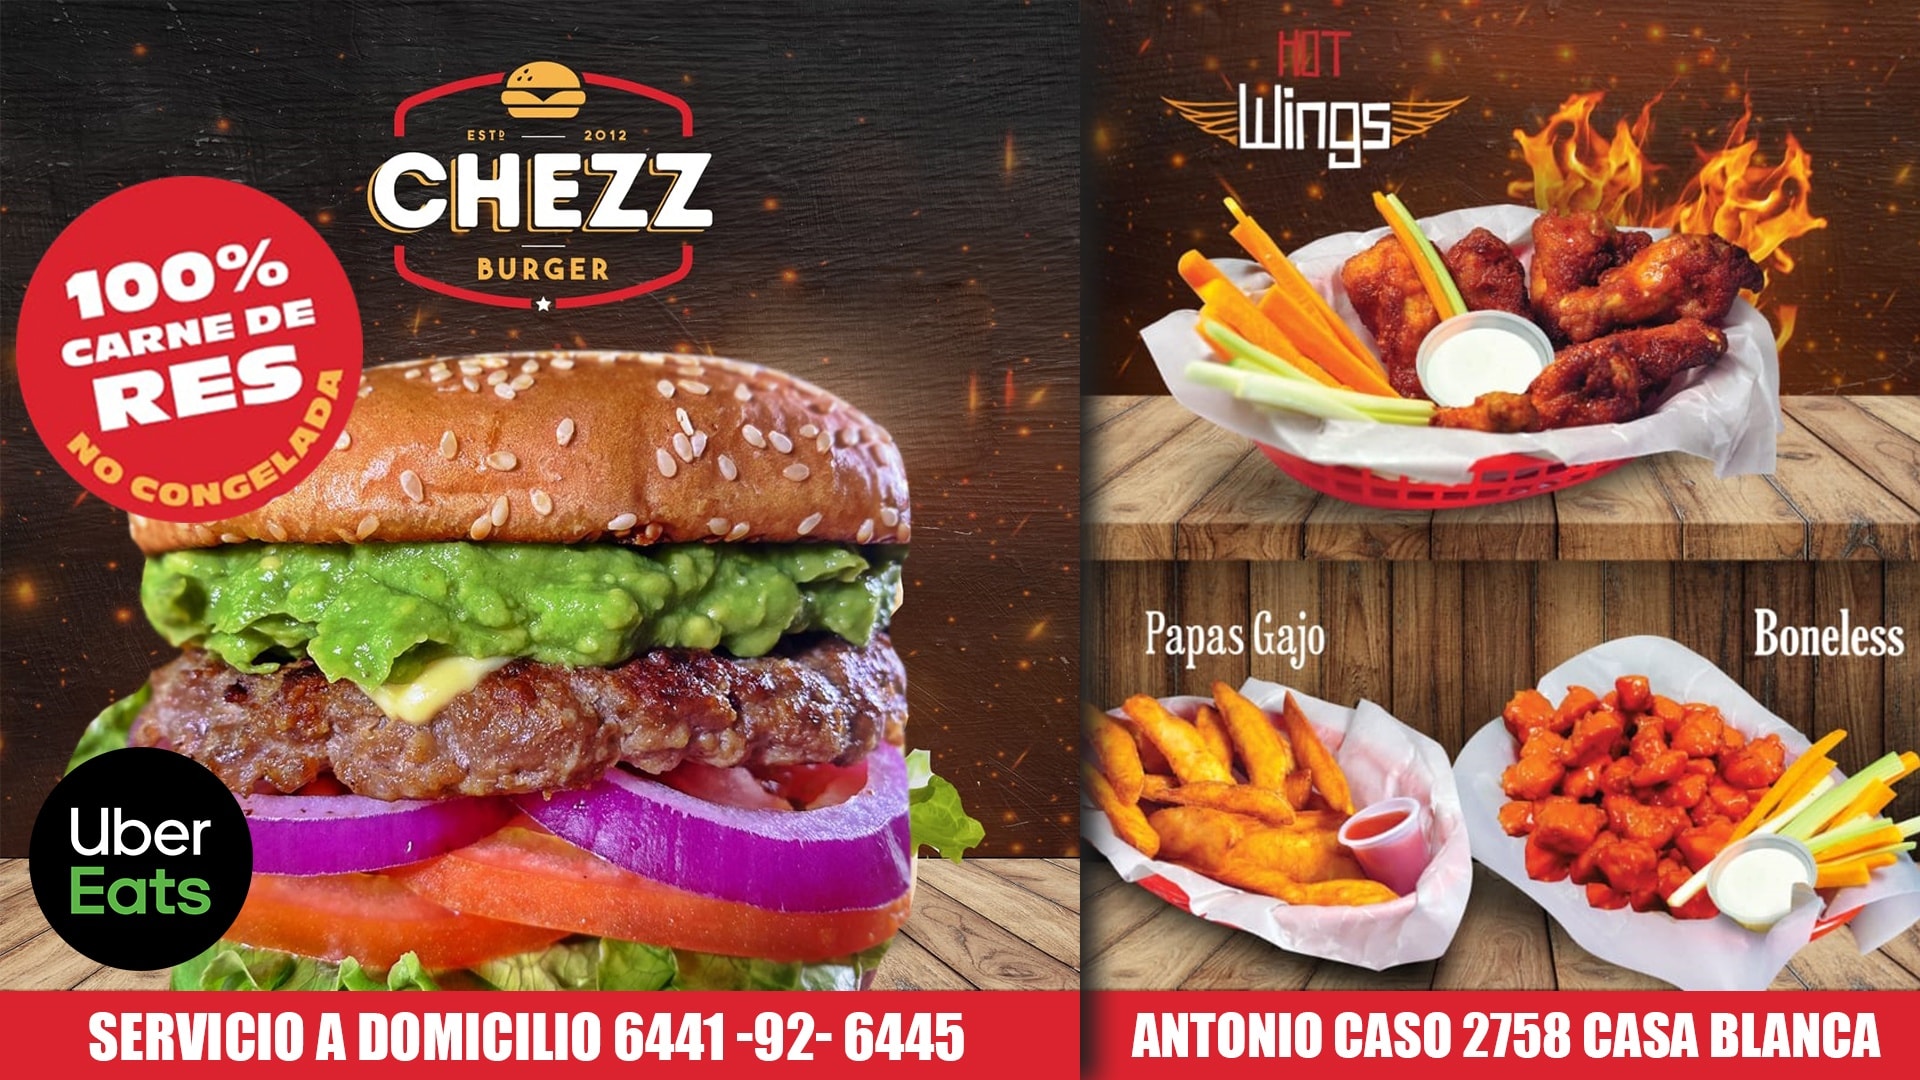 ESTD 2012
CHEZZ
BURGER
100%
CARNE DE
RES
NO CONGELADA
Uber
Eats
SERVICIO A DOMICILIO 6441 -92- 6445
HOT
Wings
Papas Gajo
Boneless
ANTONIO CASO 2758 CASA BLANCA